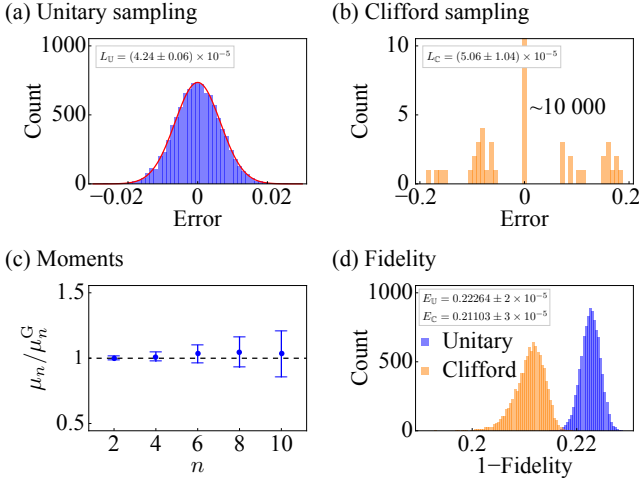 (a) Unitary sampling
1000
500
0
Count
L_U = (4.24 ± 0.06) × 10⁻⁵
−0.02
0
0.02
Error
(b) Clifford sampling
10
5
0
Count
L_C = (5.06 ± 1.04) × 10⁻⁵
~10 000
−0.2
0
0.2
Error
(c) Moments
1.5
1
0.5
μₙ/μₙᴳ
2
4
6
8
10
n
(d) Fidelity
1000
500
0
Count
E_U = 0.22264 ± 2 × 10⁻⁵
E_C = 0.21103 ± 3 × 10⁻⁵
Unitary
Clifford
0.2
0.22
1−Fidelity